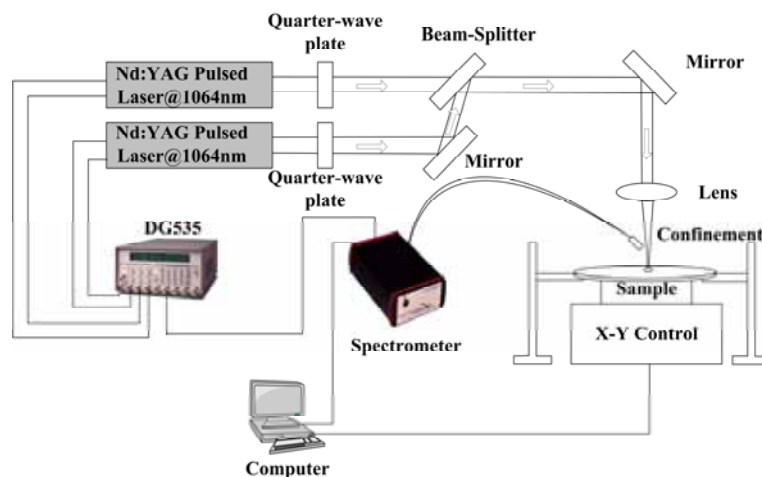 Quarter-wave
plate
Beam-Splitter
Mirror
Nd:YAG Pulsed
Laser@1064nm
Nd:YAG Pulsed
Laser@1064nm
Mirror
Quarter-wave
plate
Lens
DG535
Confinement
Sample
X-Y Control
Spectrometer
Computer